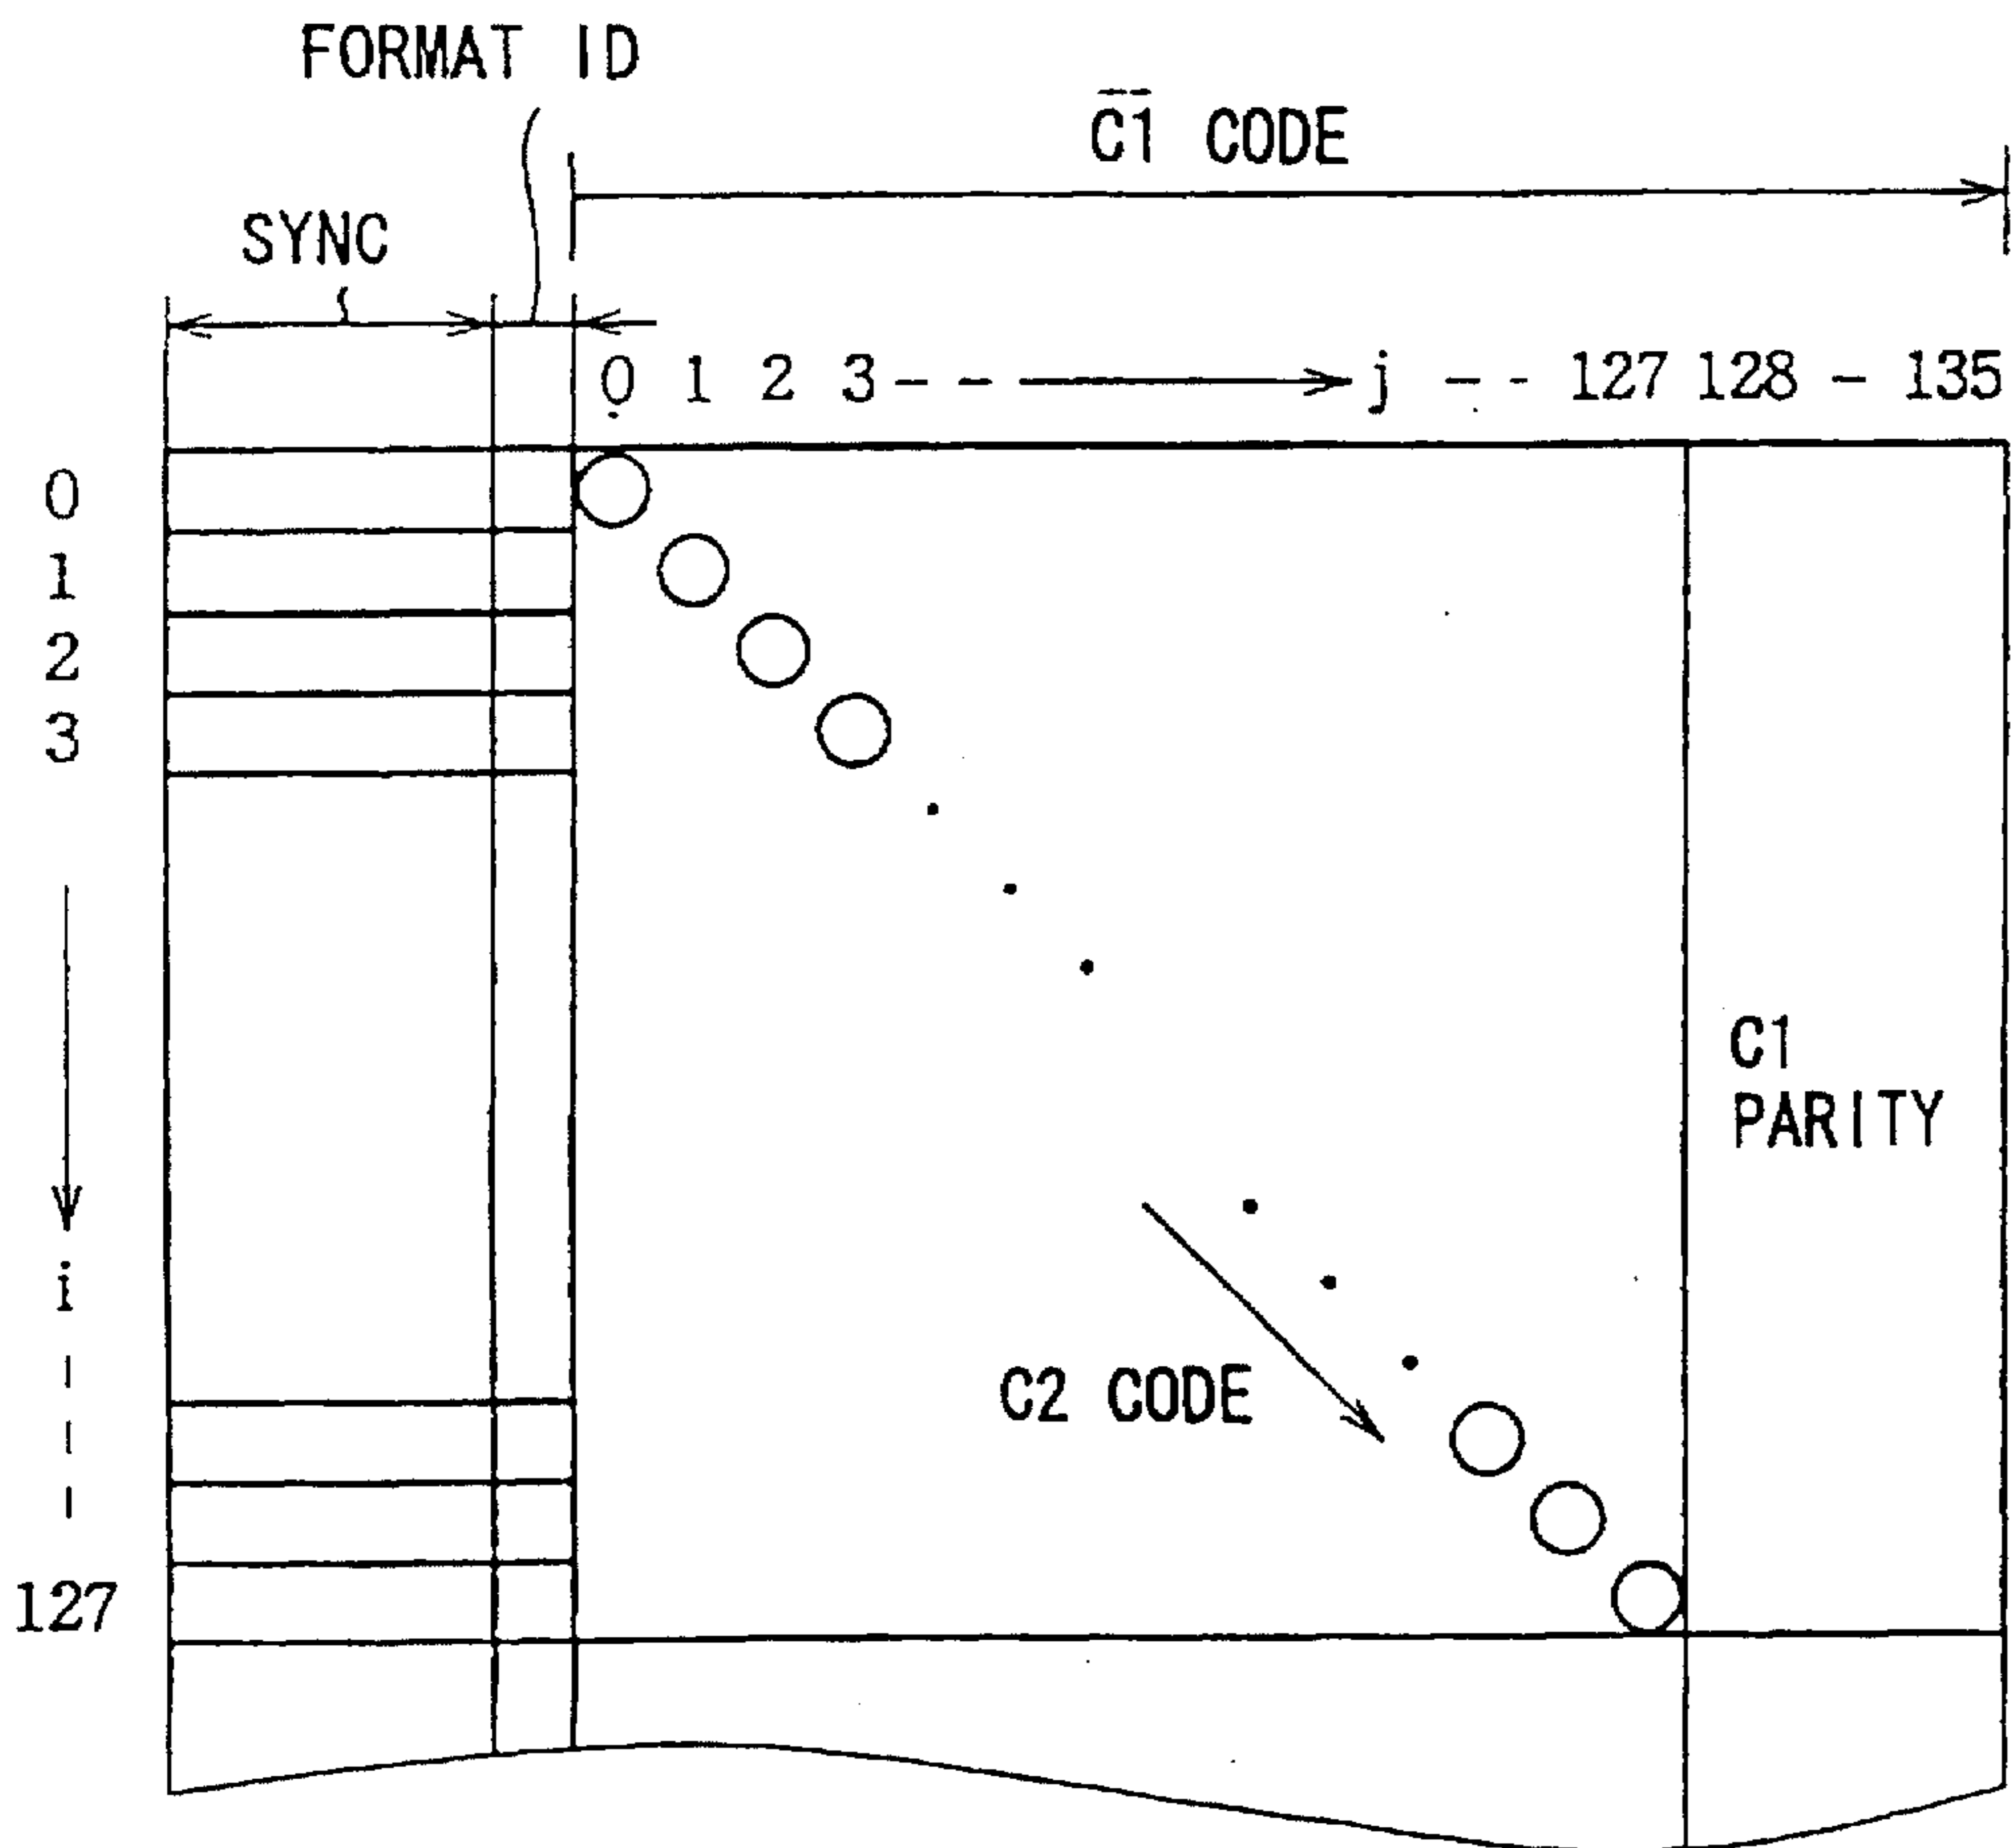 FORMAT ID
C1 CODE
SYNC
0 1 2 3 - - j - - 127 128 - 135
0
1
2
3
i
127
C1
PARITY
C2 CODE